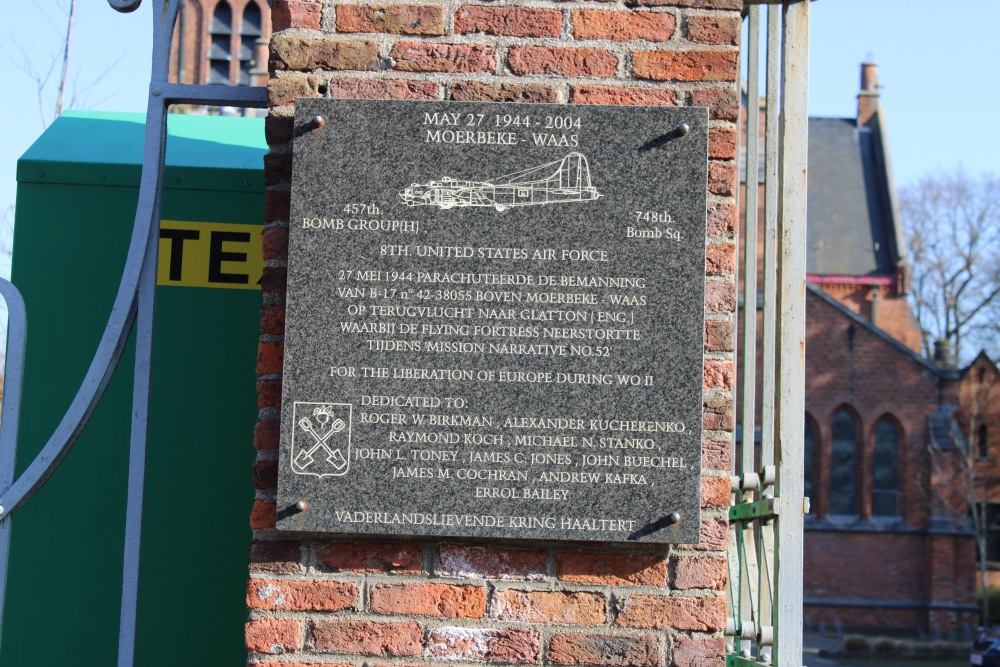 MAY 27 1944 - 2004
MOERBEKE - WAAS
457th.
BOMB GROUP(H)
748th.
Bomb Sq.
8TH. UNITED STATES AIR FORCE
27 MEI 1944 PARACHUTEERDE DE BEMANNING
VAN B-17 n° 42-38055 BOVEN MOERBEKE - WAAS
OP TERUGVLUCHT NAAR GLATTON [ ENG.]
WAARBIJ DE FLYING FORTRESS NEERSTORTTE
TIJDENS 'MISSION NARRATIVE NO.52'
FOR THE LIBERATION OF EUROPE DURING WO II
DEDICATED TO:
ROGER W. BIRKMAN , ALEXANDER KUCHERENKO,
RAYMOND KOCH , MICHAEL N. STANKO,
JOHN L. TONEY , JAMES C. JONES , JOHN BUECHEL
JAMES M. COCHRAN , ANDREW KAFKA ,
ERROL BAILEY
VADERLANDSLIEVENDE KRING HAALTERT
TEX